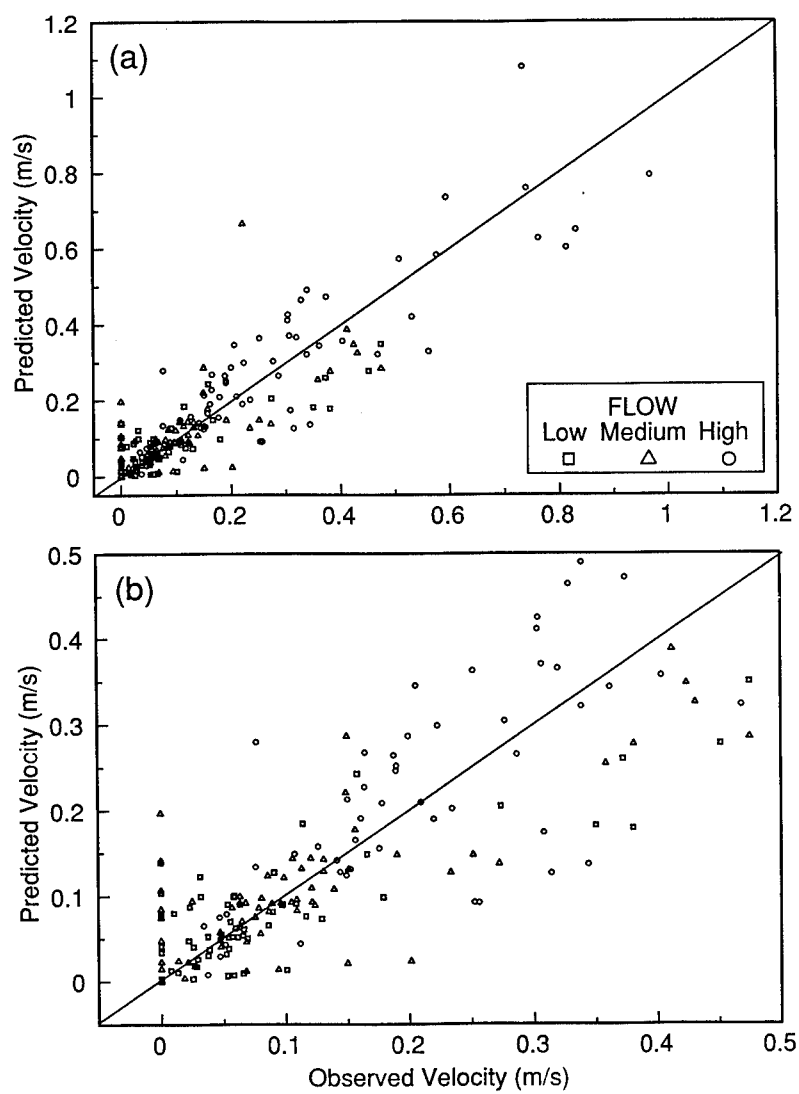 (a)
1.2
1
0.8
0.6
0.4
0.2
0
Predicted Velocity (m/s)
FLOW
Low Medium High
0 0.2 0.4 0.6 0.8 1 1.2
(b)
0.5
0.4
0.3
0.2
0.1
0
Predicted Velocity (m/s)
0 0.1 0.2 0.3 0.4 0.5
Observed Velocity (m/s)